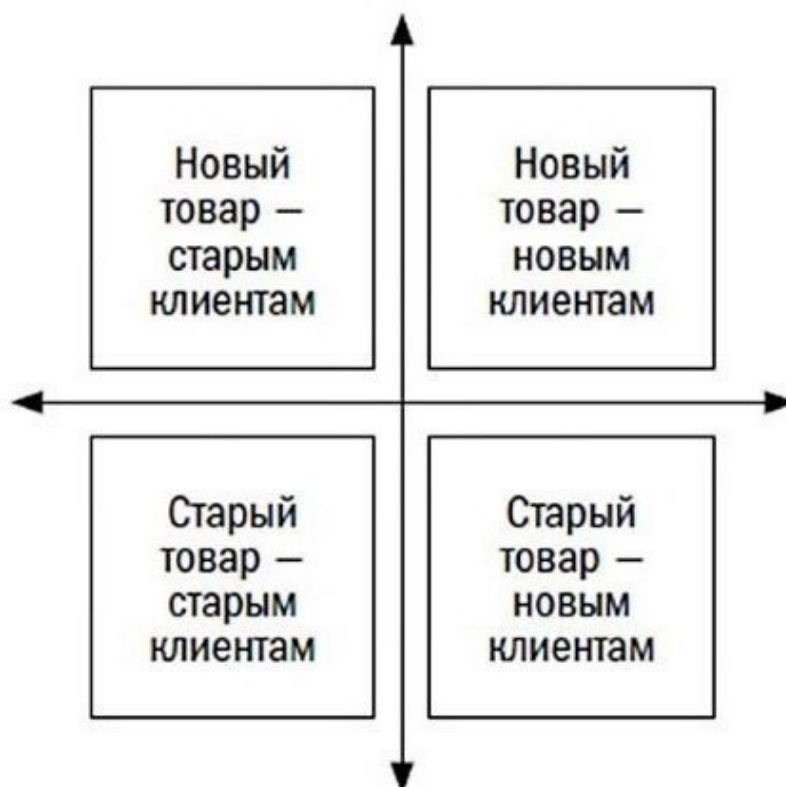 Новый
товар —
старым
клиентам
Новый
товар —
новым
клиентам
Старый
товар —
старым
клиентам
Старый
товар —
новым
клиентам